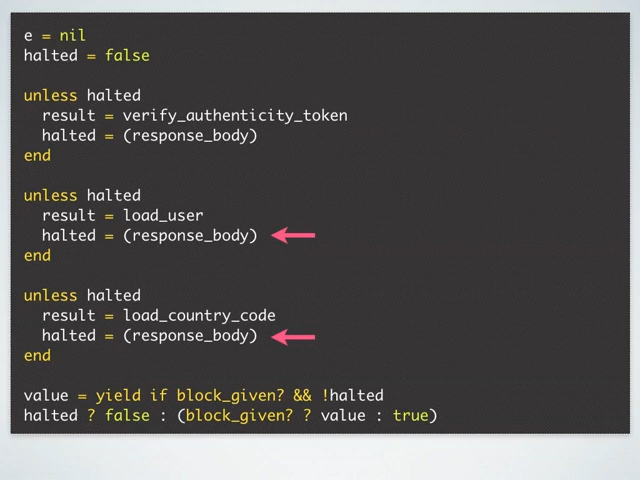 e = nil
halted = false
unless halted
result = verify_authenticity_token
halted = (response_body)
end
unless halted
result = load_user
halted = (response_body)
end
unless halted
result = load_country_code
halted = (response_body)
end
value = yield if block_given? && !halted
halted ? false : (block_given? ? value : true)